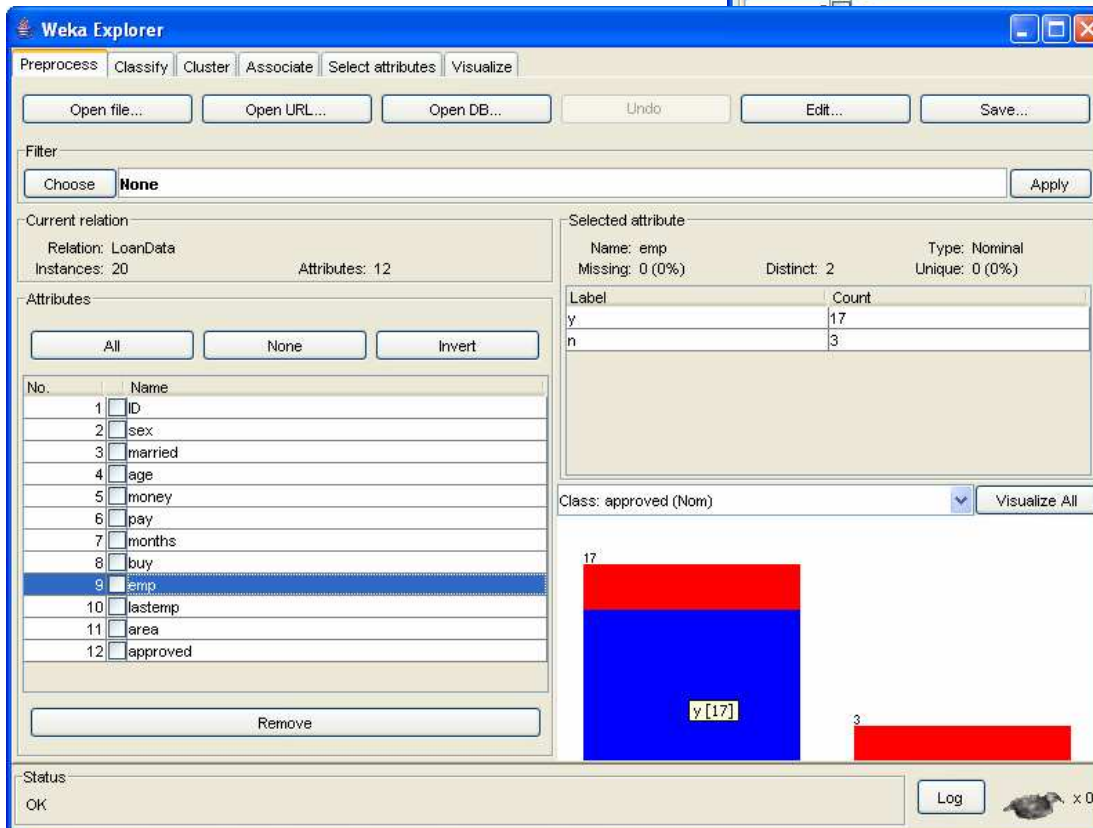 Weka Explorer
Preprocess Classify Cluster Associate Select attributes Visualize
Open file... Open URL... Open DB... Undo Edit... Save...
Filter
Choose None Apply
Current relation
Relation: LoanData
Instances: 20 Attributes: 12
Attributes
All None Invert
No. Name
1 ID
2 sex
3 married
4 age
5 money
6 pay
7 months
8 buy
9 emp
10 lastemp
11 area
12 approved
Remove
Selected attribute
Name: emp Type: Nominal
Missing: 0 (0%) Distinct: 2 Unique: 0 (0%)
Label Count
y 17
n 3
Class: approved (Nom) Visualize All
17
y [17]
3
Status
OK
Log x 0